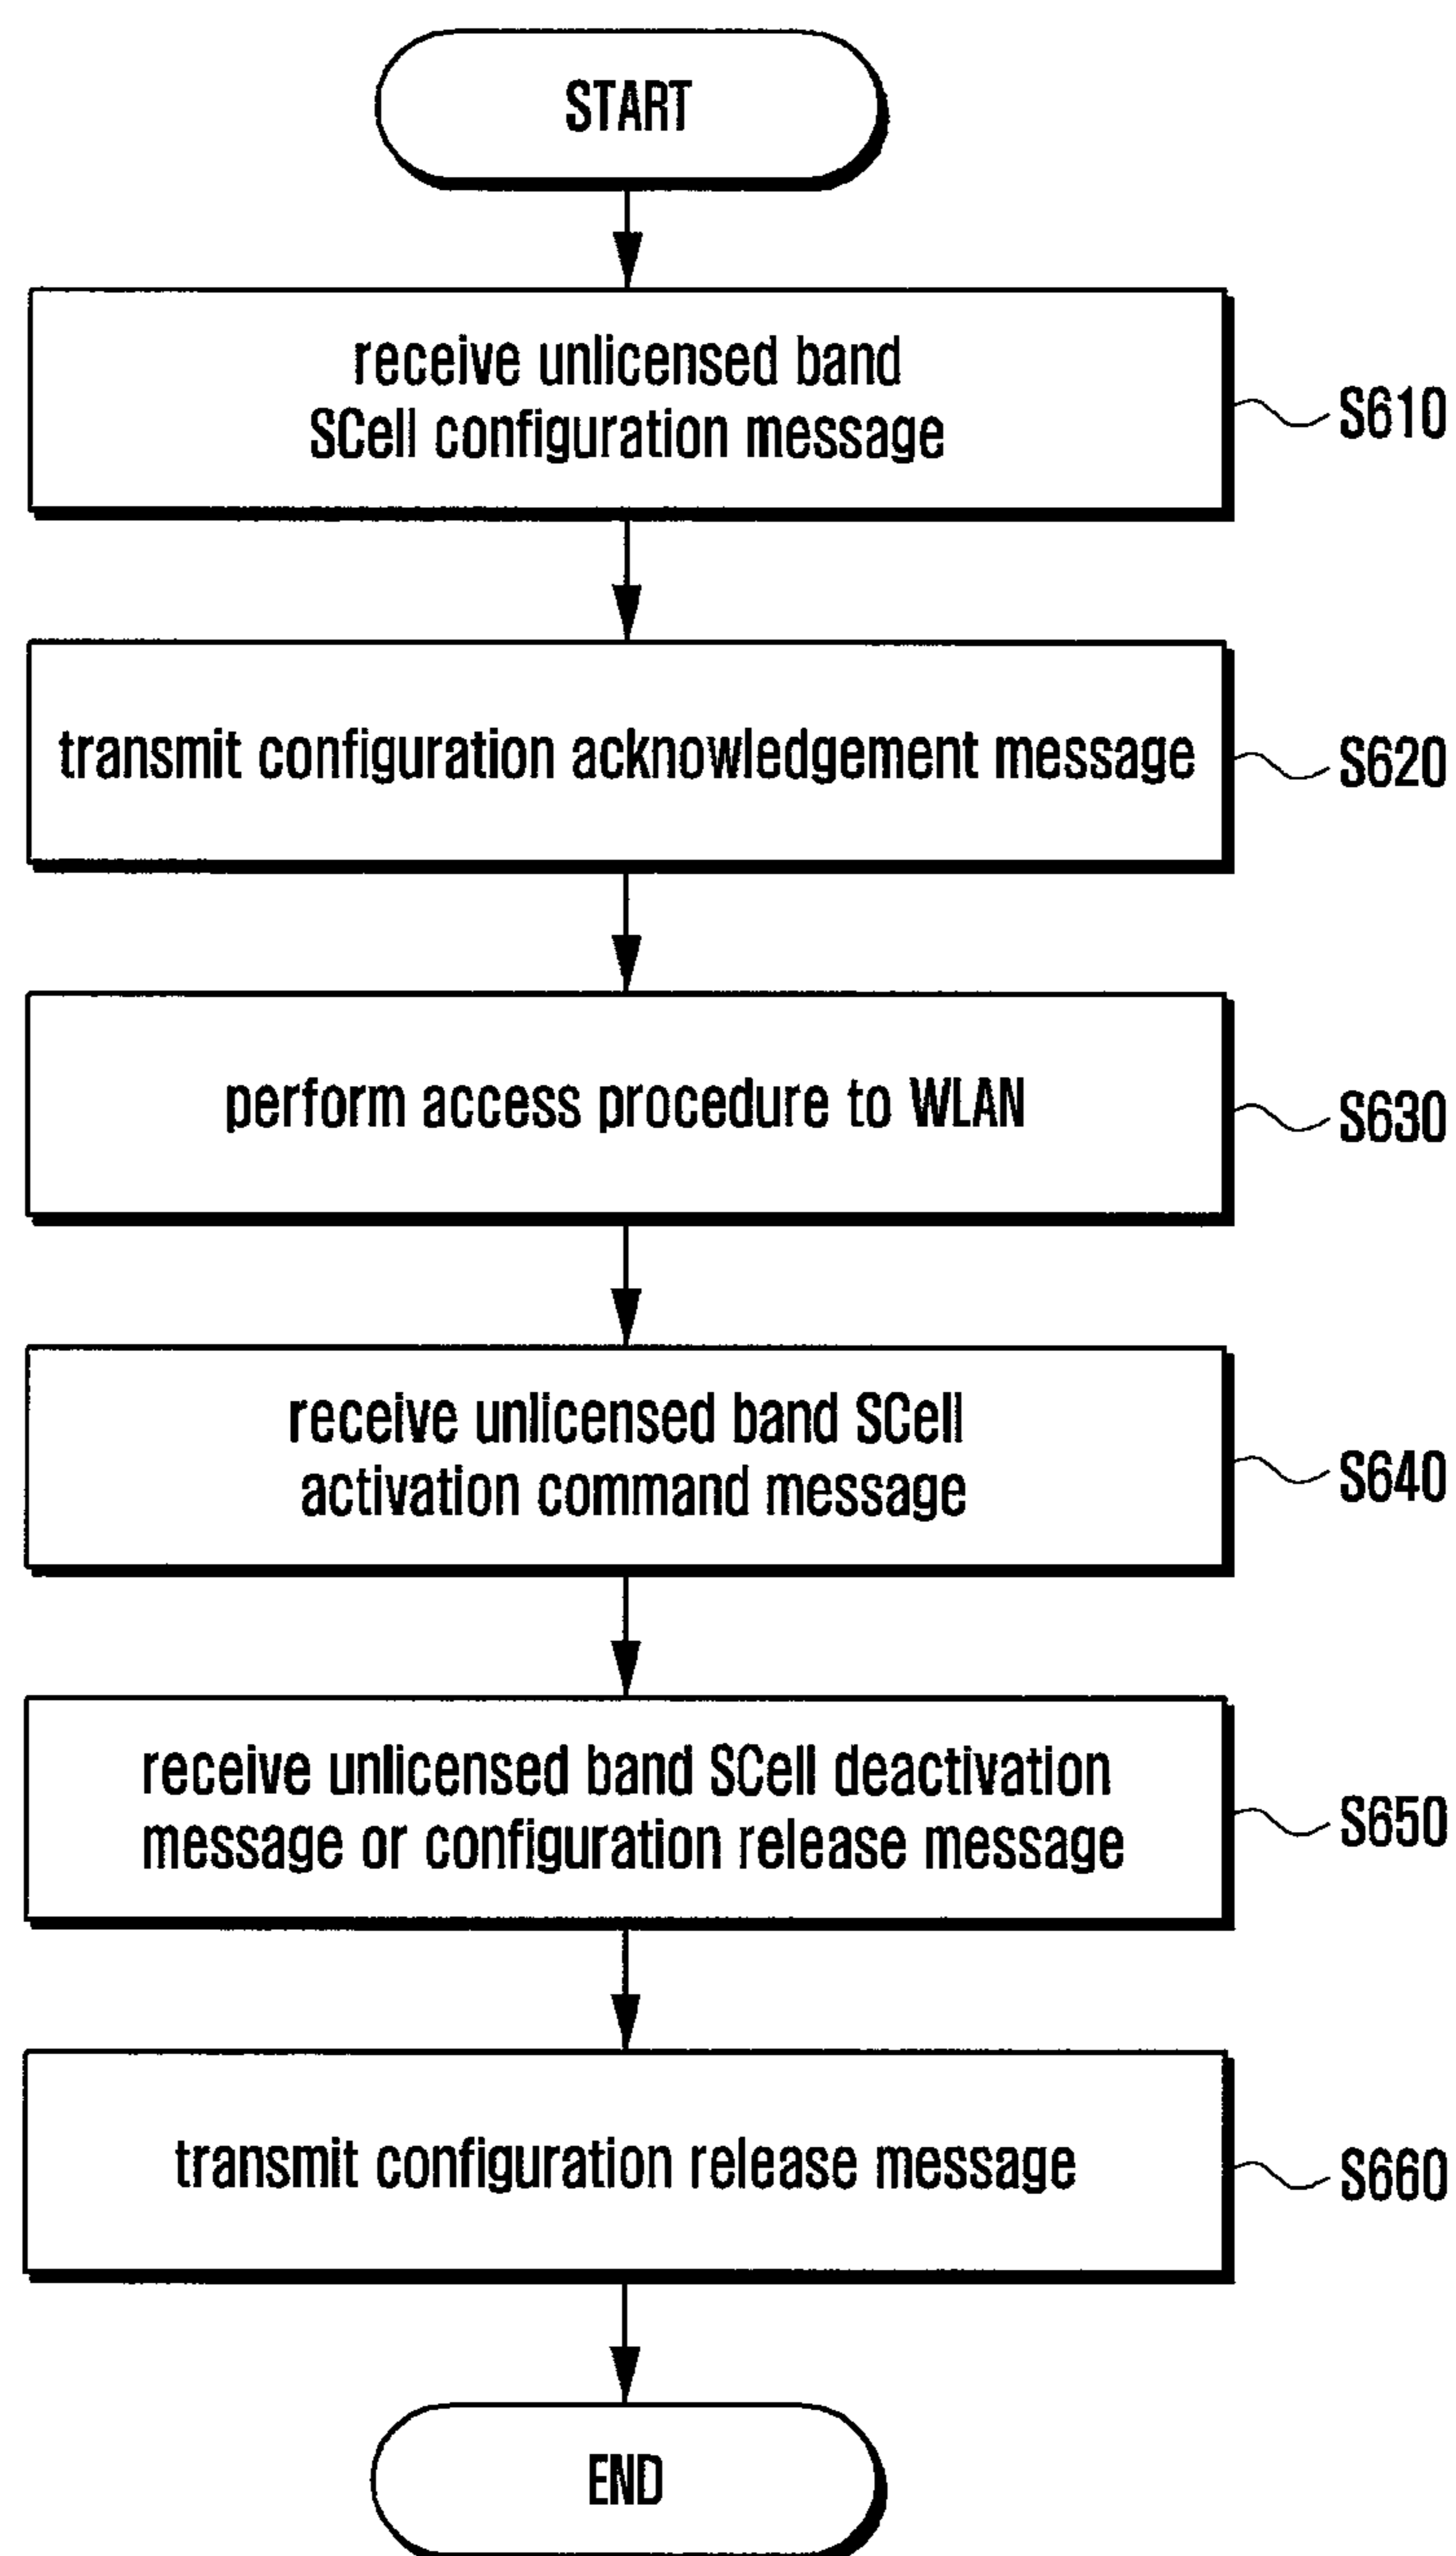 START
receive unlicensed band
SCell configuration message
S610
transmit configuration acknowledgement message
S620
perform access procedure to WLAN
S630
receive unlicensed band SCell
activation command message
S640
receive unlicensed band SCell deactivation
message or configuration release message
S650
transmit configuration release message
S660
END